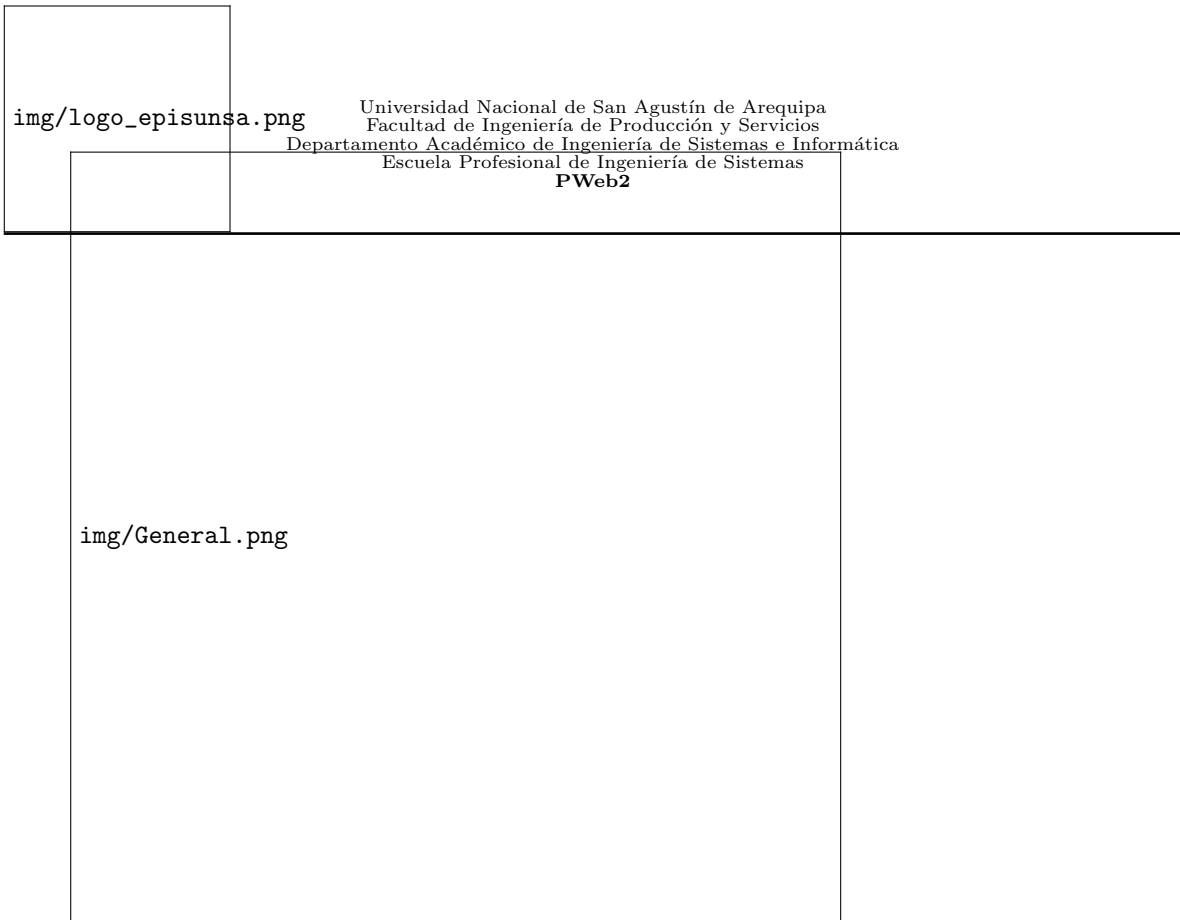 img/logo_episunsa.png
Universidad Nacional de San Agustín de Arequipa
Facultad de Ingeniería de Producción y Servicios
Departamento Académico de Ingeniería de Sistemas e Informática
Escuela Profesional de Ingeniería de Sistemas
PWeb2
img/General.png